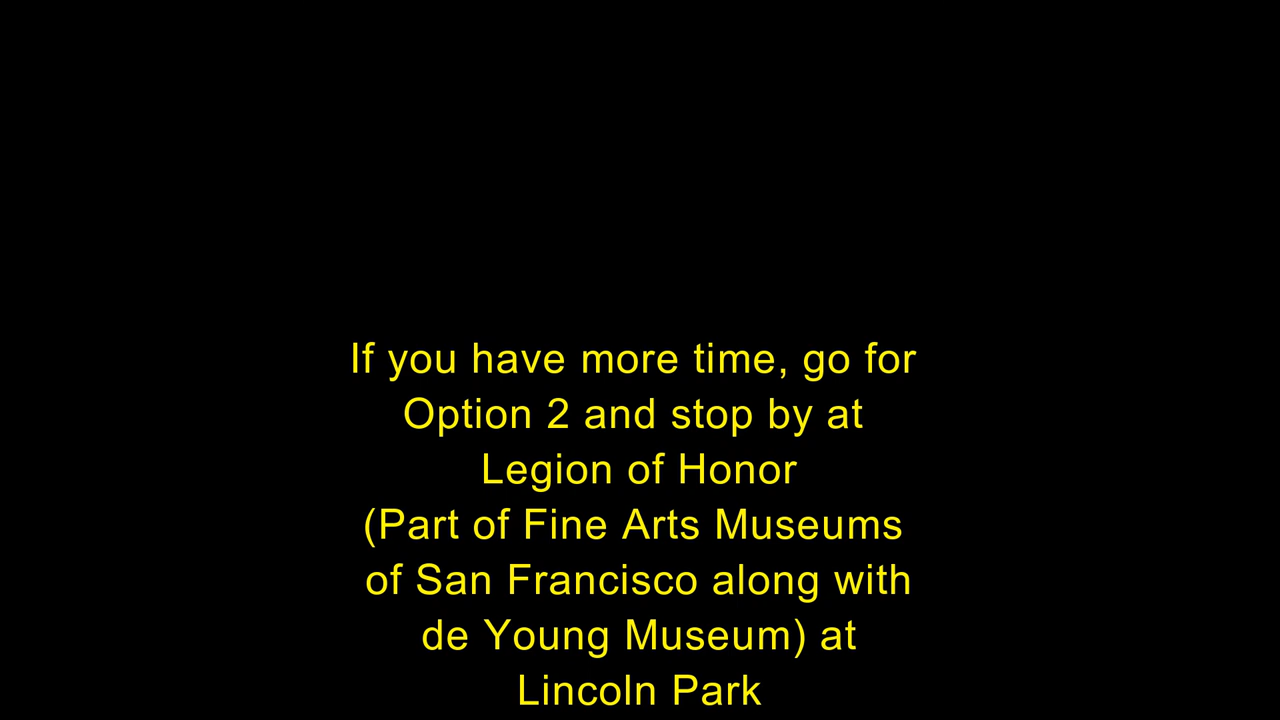 If you have more time, go for
Option 2 and stop by at
Legion of Honor
(Part of Fine Arts Museums
of San Francisco along with
de Young Museum) at
Lincoln Park